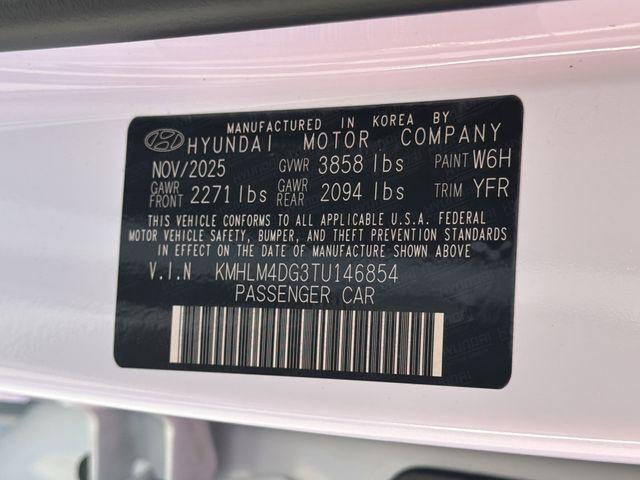 MANUFACTURED IN KOREA BY
HYUNDAI MOTOR COMPANY
NOV/2025 GVWR 3858 lbs PAINT W6H
GAWR FRONT 2271 lbs GAWR REAR 2094 lbs TRIM YFR
THIS VEHICLE CONFORMS TO ALL APPLICABLE U.S.A. FEDERAL
MOTOR VEHICLE SAFETY, BUMPER, AND THEFT PREVENTION STANDARDS
IN EFFECT ON THE DATE OF MANUFACTURE SHOWN ABOVE
V.I.N KMHLM4DG3TU146854
PASSENGER CAR